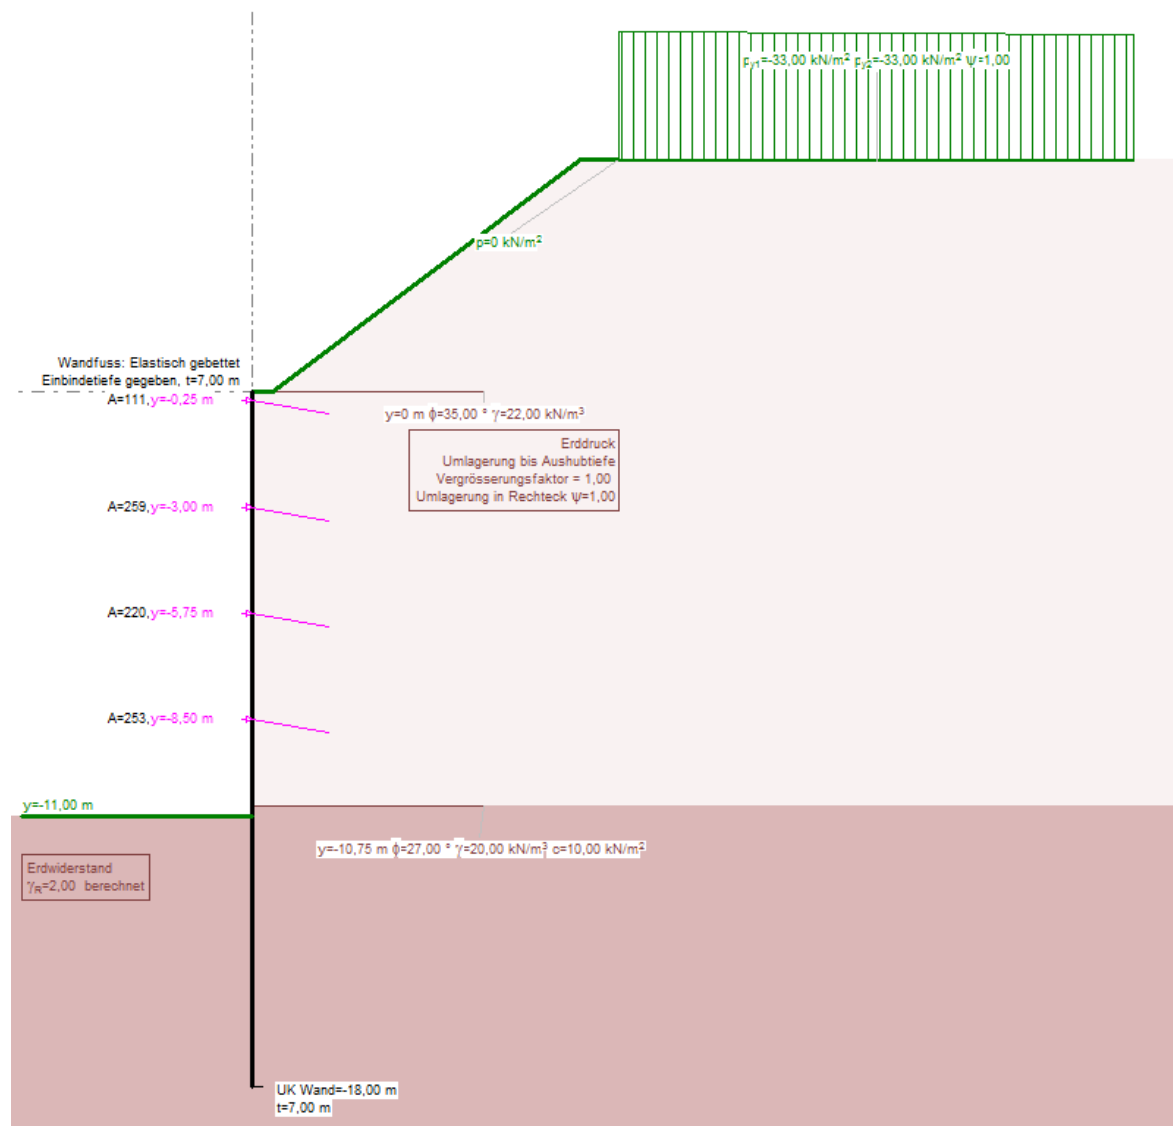 py1=-33,00 kN/m² py2=-33,00 kN/m² ψ=1,00
p=0 kN/m²
Wandfuss: Elastisch gebettet
Einbindetiefe gegeben, t=7,00 m
A=111,y=-0,25 m
y=0 m ϕ=35,00 ° γ=22,00 kN/m³
Erddruck
Umlagerung bis Aushubtiefe
Vergrösserungsfaktor = 1,00
Umlagerung in Rechteck ψ=1,00
A=259,y=-3,00 m
A=220,y=-5,75 m
A=253,y=-8,50 m
y=-11,00 m
y=-10,75 m ϕ=27,00 ° γ=20,00 kN/m³ c=10,00 kN/m²
Erdwiderstand
γR=2,00 berechnet
UK Wand=-18,00 m
t=7,00 m